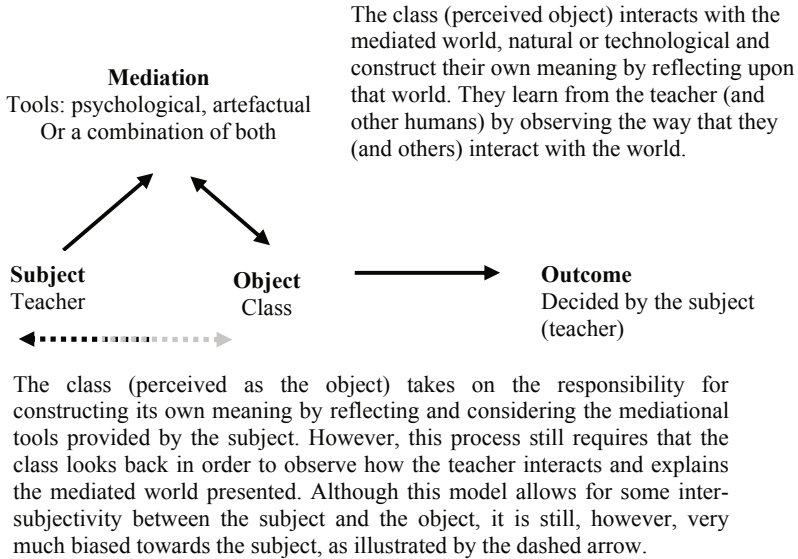 The class (perceived object) interacts with the
mediated world, natural or technological and
construct their own meaning by reflecting upon
that world. They learn from the teacher (and
other humans) by observing the way that they
(and others) interact with the world.
Mediation
Tools: psychological, artefactual
Or a combination of both
Subject
Teacher
Object
Class
Outcome
Decided by the subject
(teacher)
The class (perceived as the object) takes on the responsibility for
constructing its own meaning by reflecting and considering the mediational
tools provided by the subject. However, this process still requires that the
class looks back in order to observe how the teacher interacts and explains
the mediated world presented. Although this model allows for some inter-
subjectivity between the subject and the object, it is still, however, very
much biased towards the subject, as illustrated by the dashed arrow.